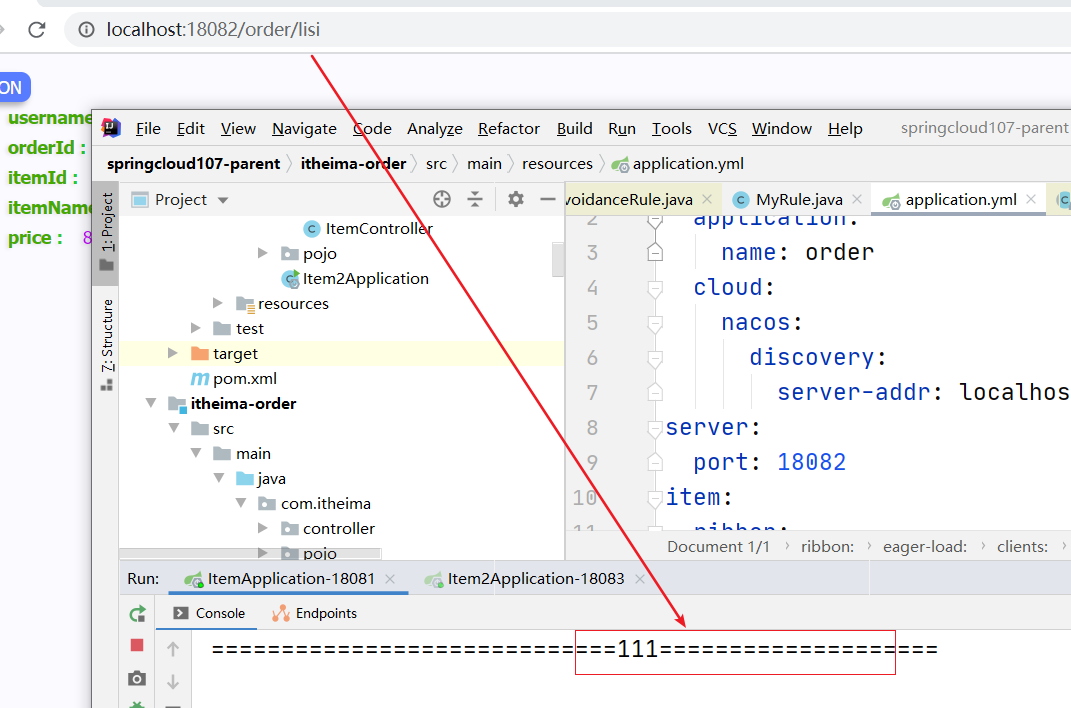 localhost:18082/order/lisi
ON
username
orderId :
itemId :
itemName
price : 8
File Edit View Navigate Code Analyze Refactor Build Run Tools VCS Window Help springcloud107-parent
springcloud107-parent itheima-order src main resources application.yml
1: Project
7: Structure
Project
ItemController
pojo
Item2Application
resources
test
target
pom.xml
itheima-order
src
main
java
com.itheima
controller
pojo
voidanceRule.java MyRule.java application.yml
2 application:
3 name: order
4 cloud:
5 nacos:
6 discovery:
7 server-addr: localhos
8 server:
9 port: 18082
10 item:
11 ribbon:
Document 1/1 ribbon: eager-load: clients:
Run: ItemApplication-18081 Item2Application-18083
Console Endpoints
=============================111====================